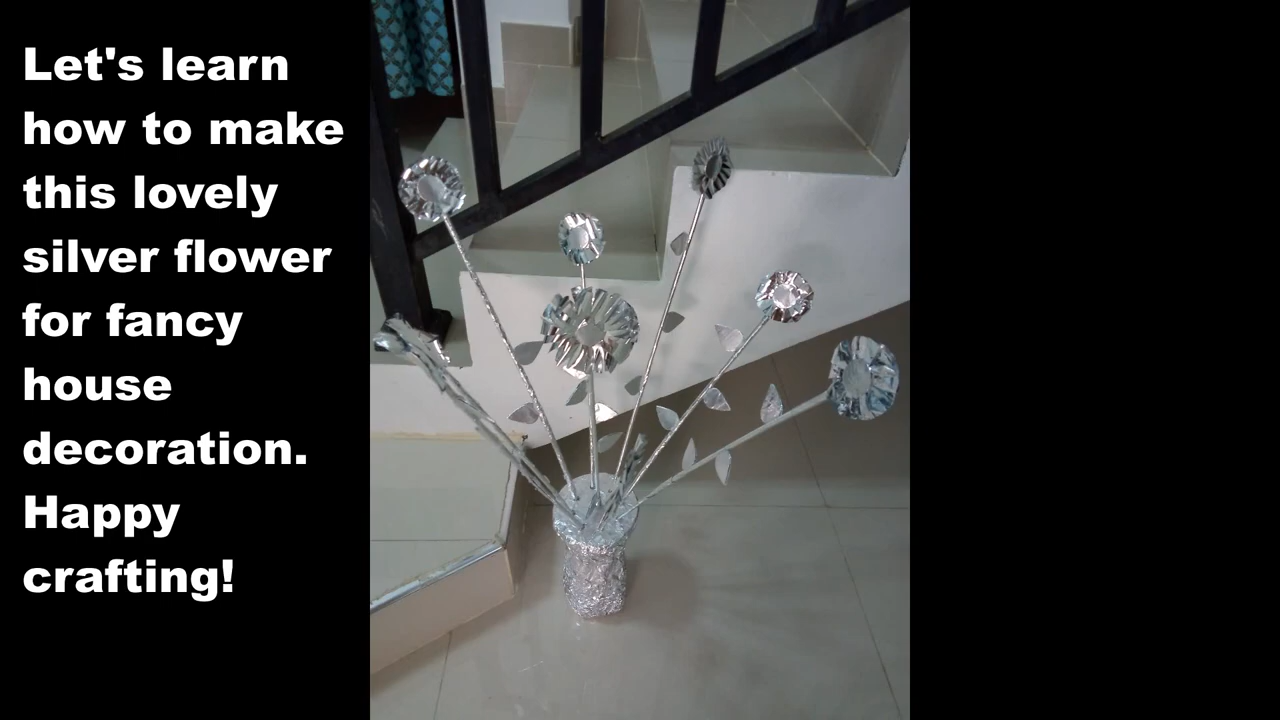 Let's learn
how to make
this lovely
silver flower
for fancy
house
decoration.
Happy
crafting!